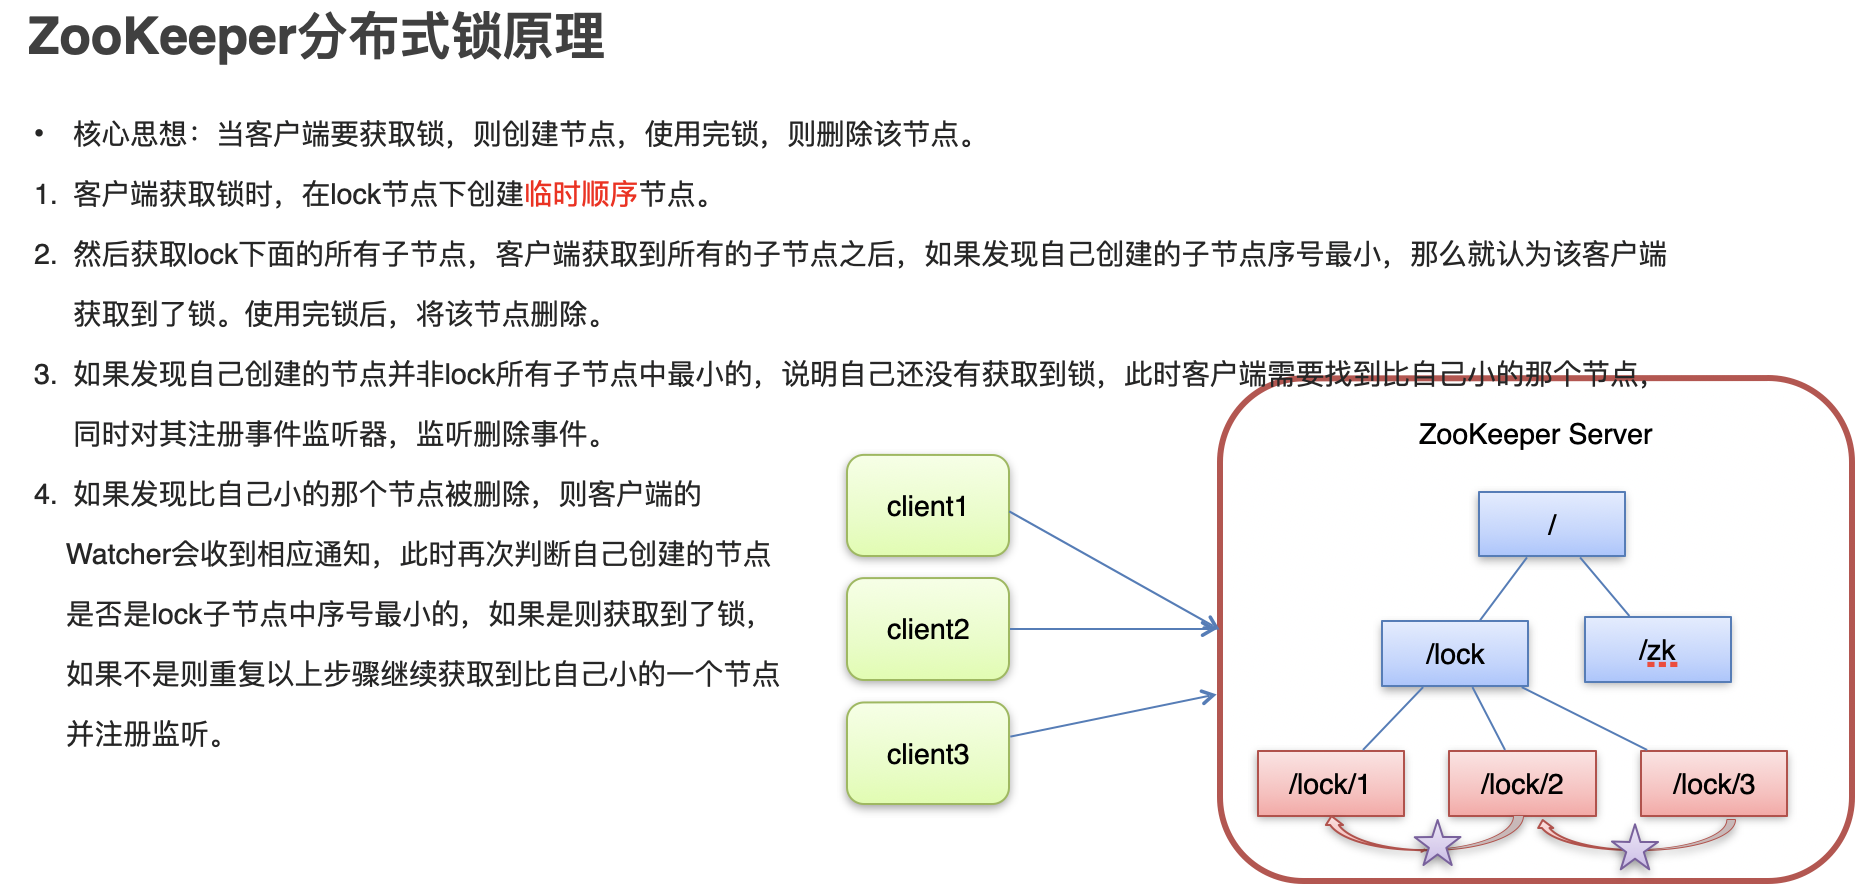 ZooKeeper分布式锁原理
• 核心思想：当客户端要获取锁，则创建节点，使用完锁，则删除该节点。
1. 客户端获取锁时，在lock节点下创建临时顺序节点。
2. 然后获取lock下面的所有子节点，客户端获取到所有的子节点之后，如果发现自己创建的子节点序号最小，那么就认为该客户端
获取到了锁。使用完锁后，将该节点删除。
3. 如果发现自己创建的节点并非lock所有子节点中最小的，说明自己还没有获取到锁，此时客户端需要找到比自己小的那个节点，
同时对其注册事件监听器，监听删除事件。
4. 如果发现比自己小的那个节点被删除，则客户端的
Watcher会收到相应通知，此时再次判断自己创建的节点
是否是lock子节点中序号最小的，如果是则获取到了锁，
如果不是则重复以上步骤继续获取到比自己小的一个节点
并注册监听。
client1
client2
client3
ZooKeeper Server
/
/lock
/zk
/lock/1
/lock/2
/lock/3